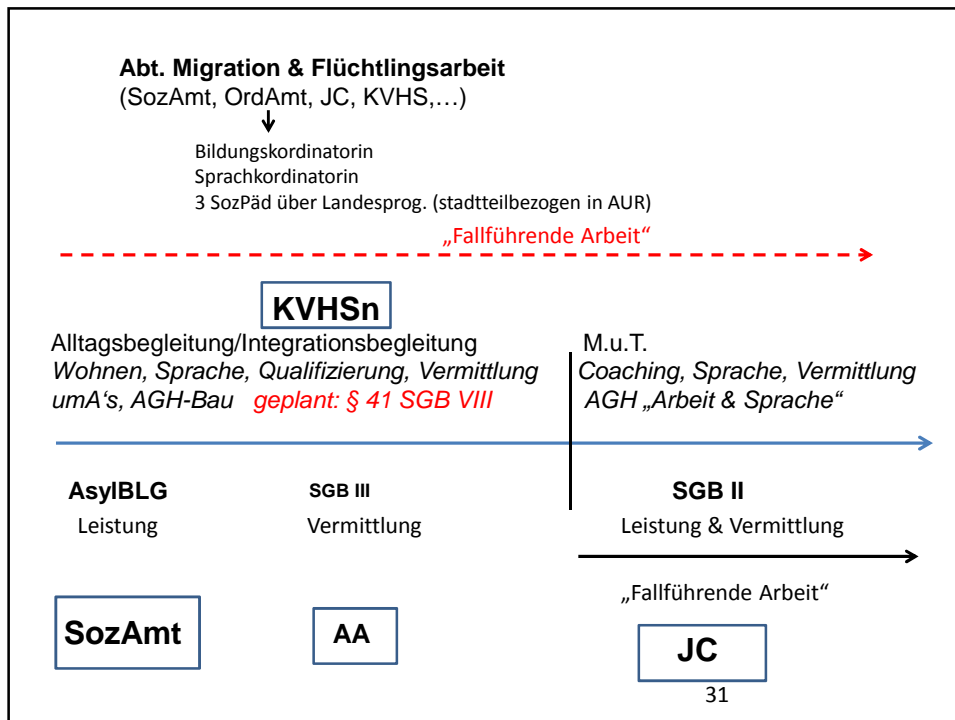 Abt. Migration & Flüchtlingsarbeit
(SozAmt, OrdAmt, JC, KVHS,…)
Bildungskordinatorin
Sprachkordinatorin
3 SozPäd über Landesprog. (stadtteilbezogen in AUR)
„Fallführende Arbeit“
KVHSn
Alltagsbegleitung/Integrationsbegleitung
Wohnen, Sprache, Qualifizierung, Vermittlung
umA‘s, AGH-Bau geplant: § 41 SGB VIII
M.u.T.
Coaching, Sprache, Vermittlung
AGH „Arbeit & Sprache“
AsylBLG
Leistung
SGB III
Vermittlung
SGB II
Leistung & Vermittlung
„Fallführende Arbeit“
SozAmt
AA
JC
31